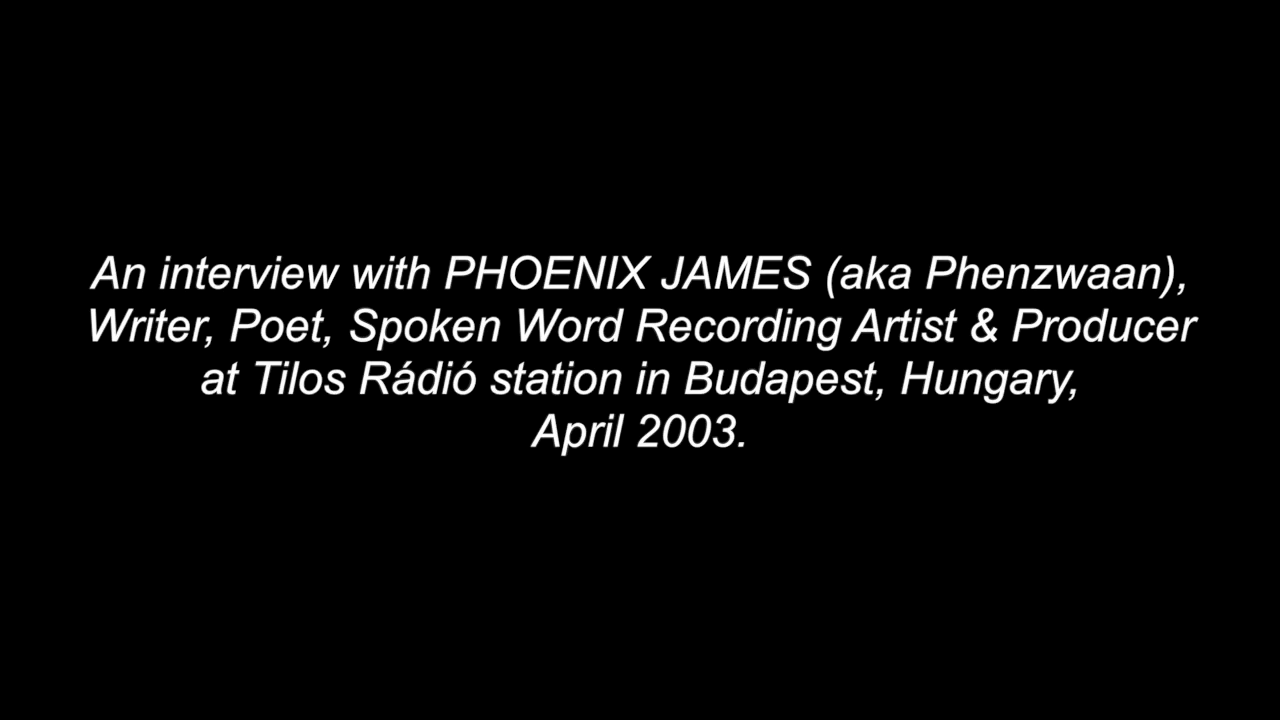 An interview with PHOENIX JAMES (aka Phenzwaan),
Writer, Poet, Spoken Word Recording Artist & Producer
at Tilos Rádió station in Budapest, Hungary,
April 2003.